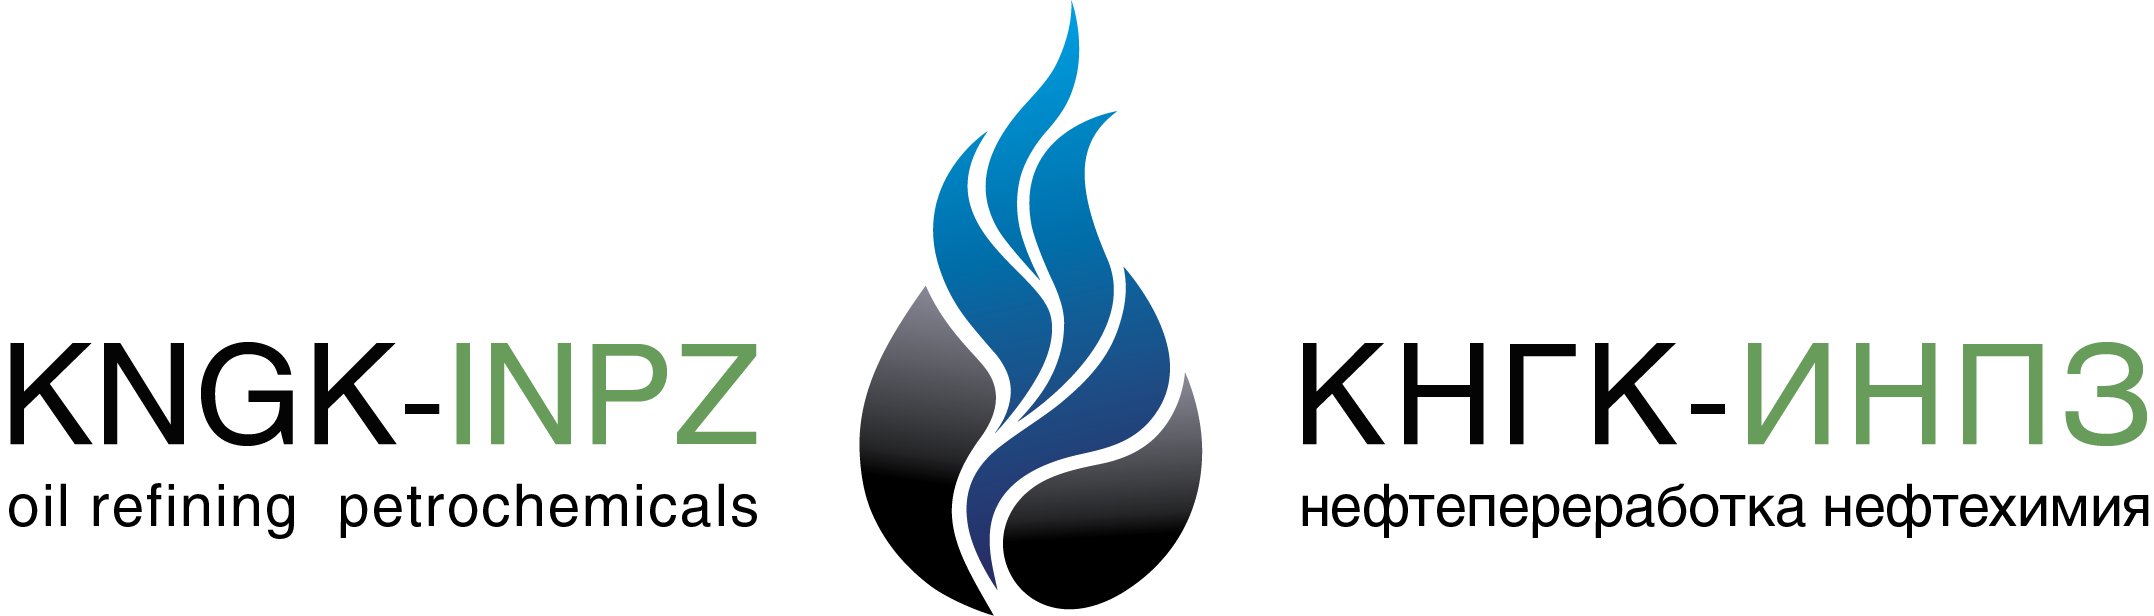 KNGK-INPZ
oil refining petrochemicals
КНГК-ИНПЗ
нефтепереработка нефтехимия